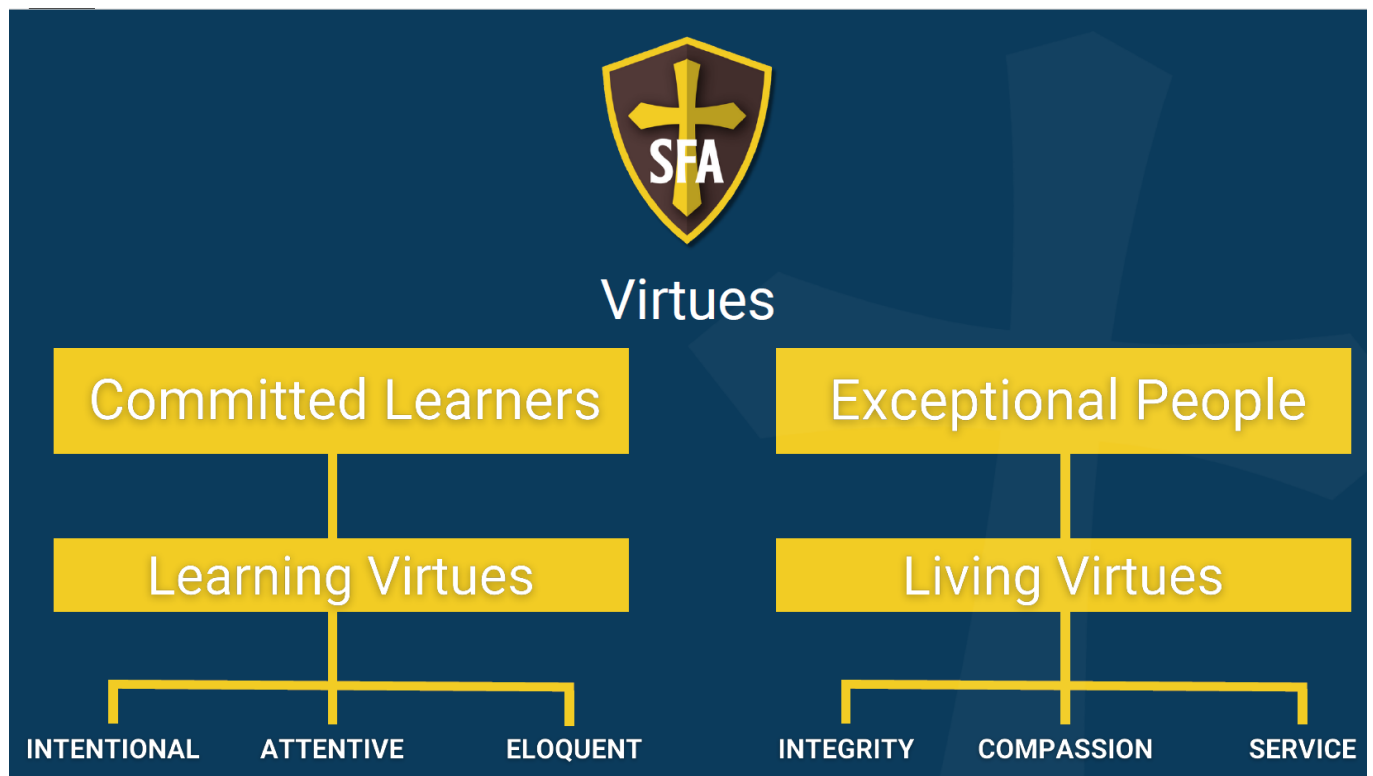 SFA
Virtues
Committed Learners
Exceptional People
Learning Virtues
Living Virtues
INTENTIONAL
ATTENTIVE
ELOQUENT
INTEGRITY
COMPASSION
SERVICE